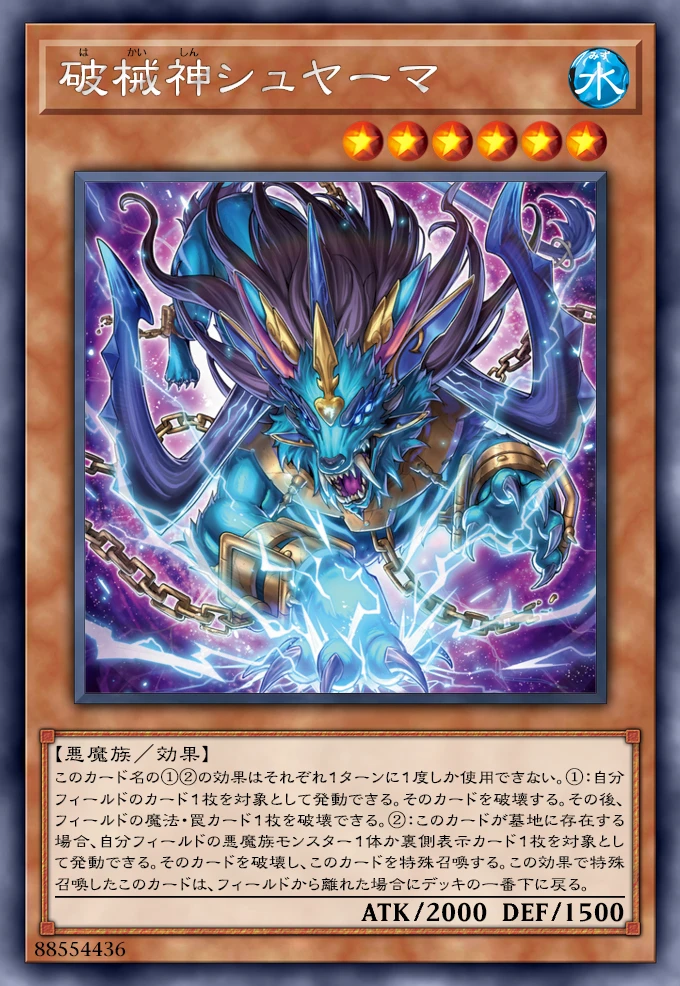 破械神シュヤーマ
は かい しん
みず
水
【悪魔族／効果】
このカード名の①②の効果はそれぞれ１ターンに１度しか使用できない。①：自分
フィールドのカード１枚を対象として発動できる。そのカードを破壊する。その後、
フィールドの魔法・罠カード１枚を破壊できる。②：このカードが墓地に存在する
場合、自分フィールドの悪魔族モンスター１体か裏側表示カード１枚を対象とし
て発動できる。そのカードを破壊し、このカードを特殊召喚する。この効果で特殊
召喚したこのカードは、フィールドから離れた場合にデッキの一番下に戻る。
ATK/2000 DEF/1500
88554436